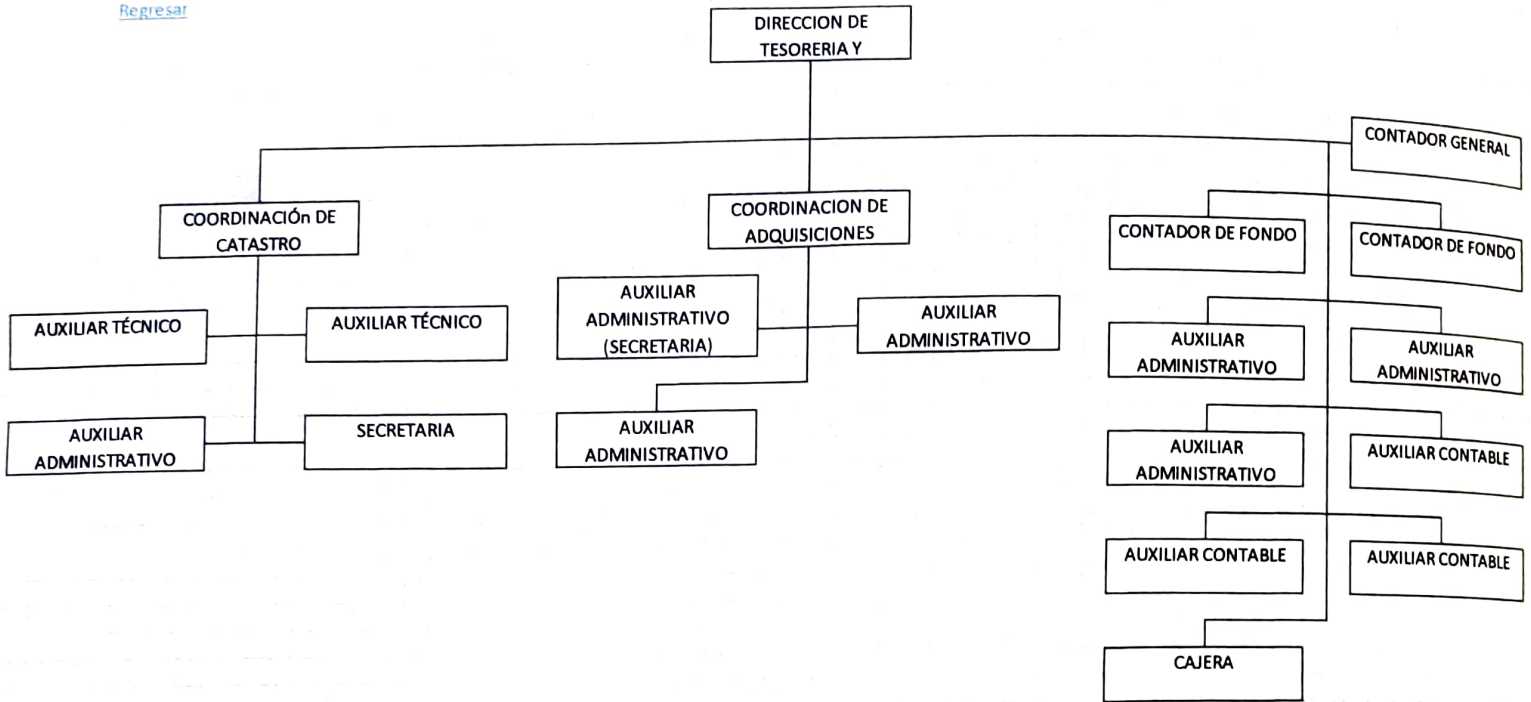 Regresar
DIRECCION DE
TESORERIA Y
CONTADOR GENERAL
COORDINACIÓn DE
CATASTRO
COORDINACION DE
ADQUISICIONES
CONTADOR DE FONDO
CONTADOR DE FONDO
AUXILIAR TÉCNICO
AUXILIAR TÉCNICO
AUXILIAR
ADMINISTRATIVO
(SECRETARIA)
AUXILIAR
ADMINISTRATIVO
AUXILIAR
ADMINISTRATIVO
AUXILIAR
ADMINISTRATIVO
AUXILIAR
ADMINISTRATIVO
SECRETARIA
AUXILIAR
ADMINISTRATIVO
AUXILIAR
ADMINISTRATIVO
AUXILIAR CONTABLE
AUXILIAR CONTABLE
AUXILIAR CONTABLE
CAJERA